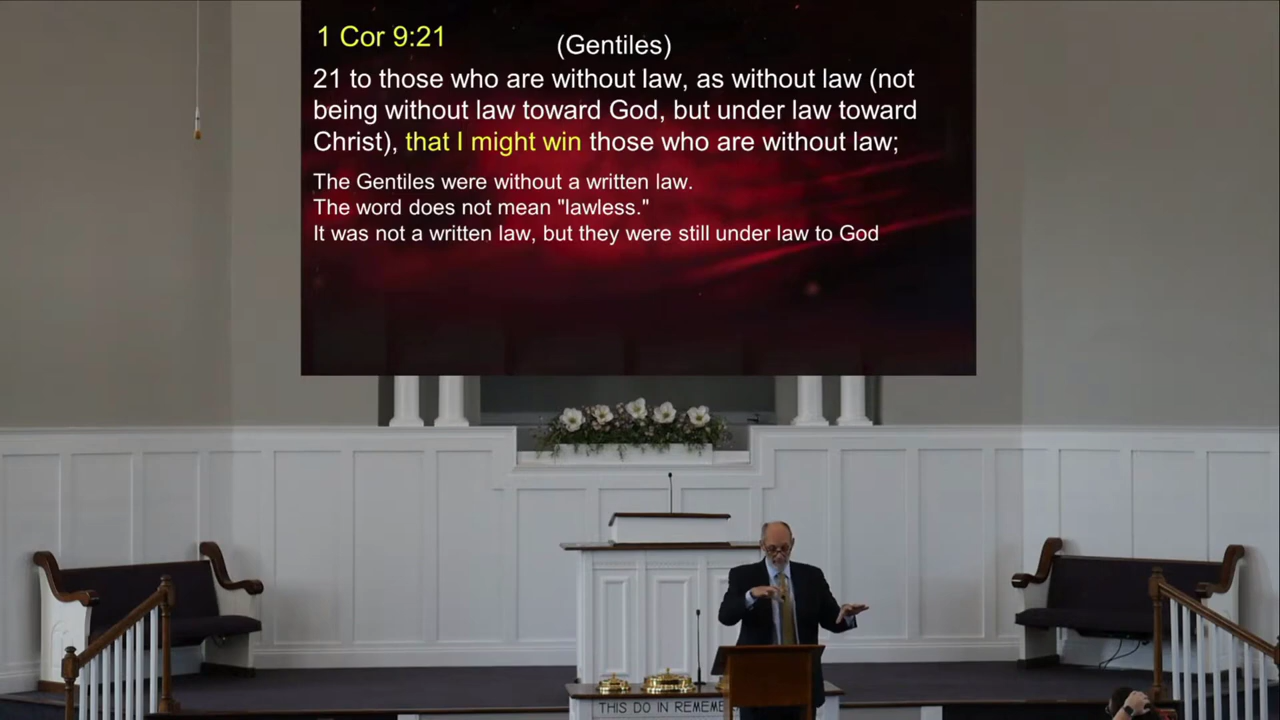 1 Cor 9:21
(Gentiles)
21 to those who are without law, as without law (not
being without law toward God, but under law toward
Christ), that I might win those who are without law;
The Gentiles were without a written law.
The word does not mean "lawless."
It was not a written law, but they were still under law to God
THIS DO IN REMEME